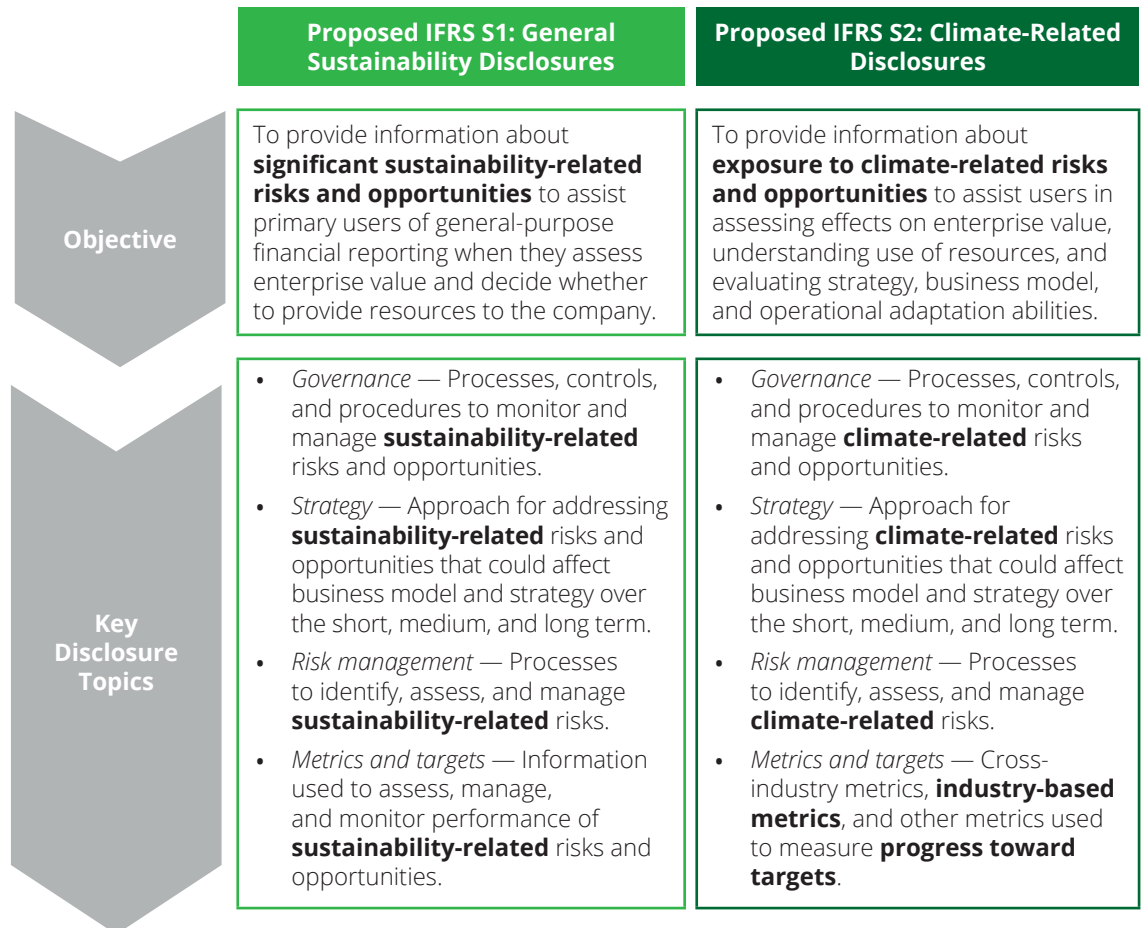 Proposed IFRS S1: General
Sustainability Disclosures
Proposed IFRS S2: Climate-Related
Disclosures
Objective
To provide information about
significant sustainability-related
risks and opportunities to assist
primary users of general-purpose
financial reporting when they assess
enterprise value and decide whether
to provide resources to the company.
To provide information about
exposure to climate-related risks
and opportunities to assist users in
assessing effects on enterprise value,
understanding use of resources, and
evaluating strategy, business model,
and operational adaptation abilities.
Key
Disclosure
Topics
• Governance — Processes, controls,
and procedures to monitor and
manage sustainability-related
risks and opportunities.
• Strategy — Approach for addressing
sustainability-related risks and
opportunities that could affect
business model and strategy over
the short, medium, and long term.
• Risk management — Processes
to identify, assess, and manage
sustainability-related risks.
• Metrics and targets — Information
used to assess, manage,
and monitor performance of
sustainability-related risks and
opportunities.
• Governance — Processes, controls,
and procedures to monitor and
manage climate-related risks
and opportunities.
• Strategy — Approach for
addressing climate-related risks
and opportunities that could affect
business model and strategy over
the short, medium, and long term.
• Risk management — Processes
to identify, assess, and manage
climate-related risks.
• Metrics and targets — Cross-
industry metrics, industry-based
metrics, and other metrics used
to measure progress toward
targets.